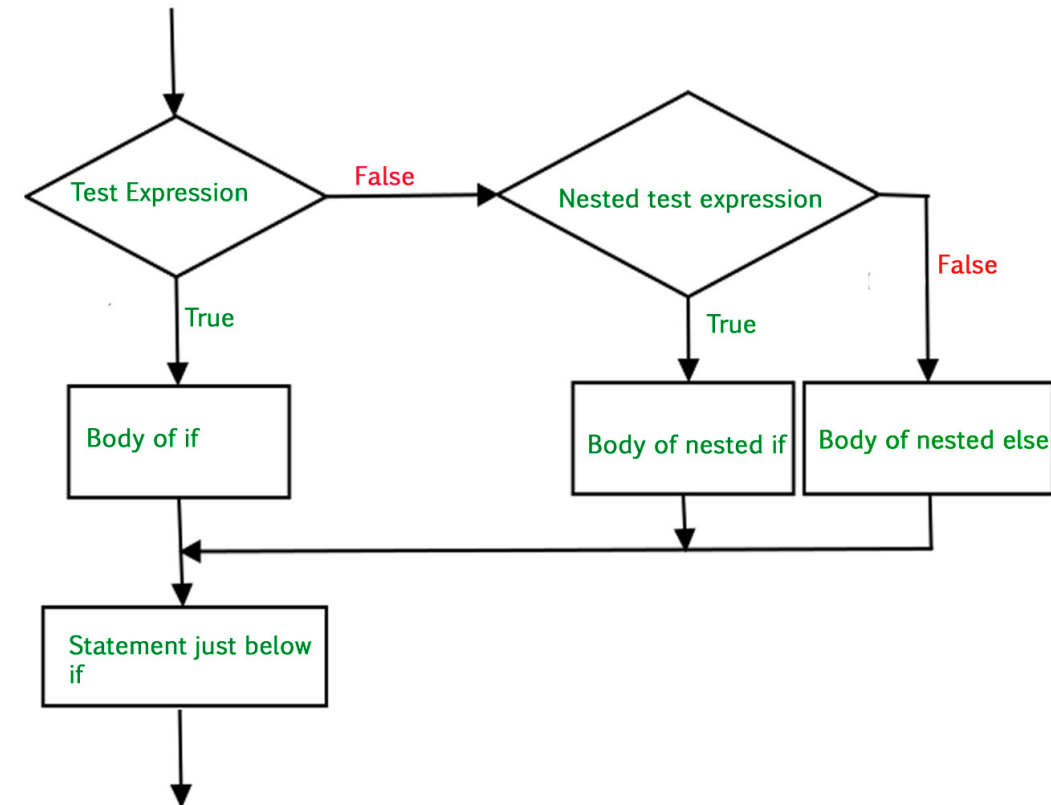 Test Expression
False
Nested test expression
False
True
True
Body of if
Body of nested if
Body of nested else
Statement just below
if